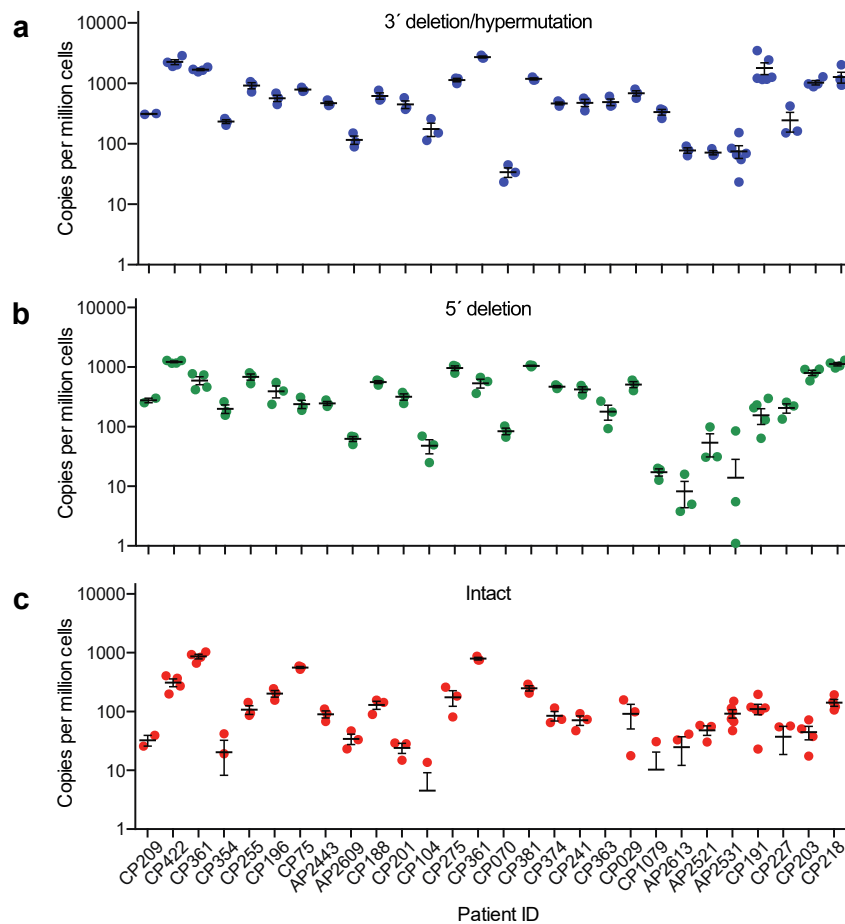 a
3´ deletion/hypermutation
Copies per million cells
10000
1000
100
10
1
b
5´ deletion
Copies per million cells
10000
1000
100
10
1
c
Intact
Copies per million cells
10000
1000
100
10
1
CP209
CP422
CP361
CP354
CP255
CP196
CP75
AP2443
AP2609
CP188
CP201
CP104
CP275
CP361
CP070
CP381
CP374
CP241
CP363
CP029
CP1079
AP2613
AP2521
AP2531
CP191
CP227
CP203
CP218
Patient ID